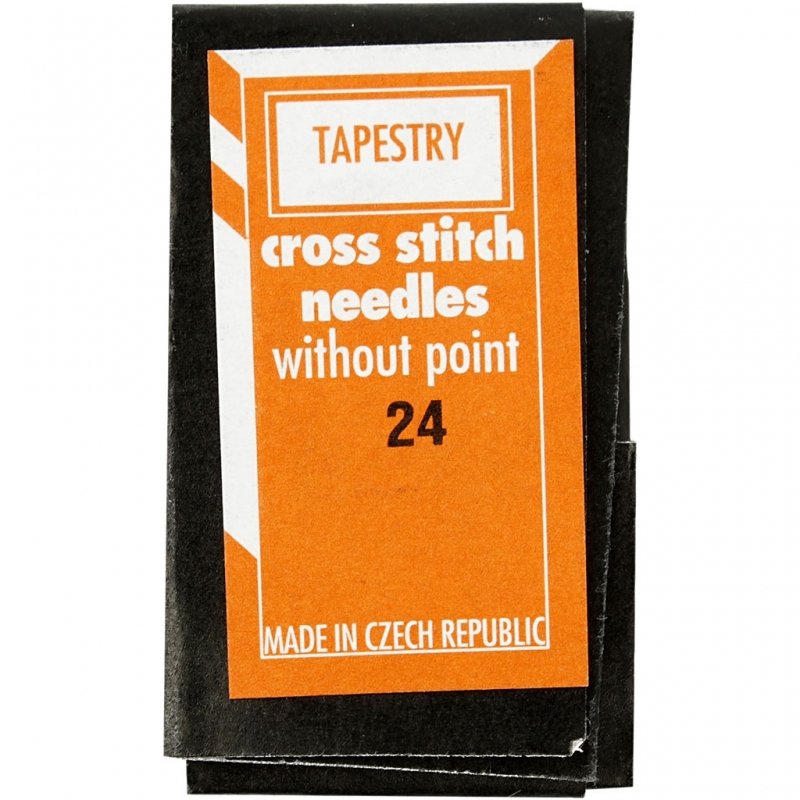 TAPESTRY
cross stitch
needles
without point
24
MADE IN CZECH REPUBLIC